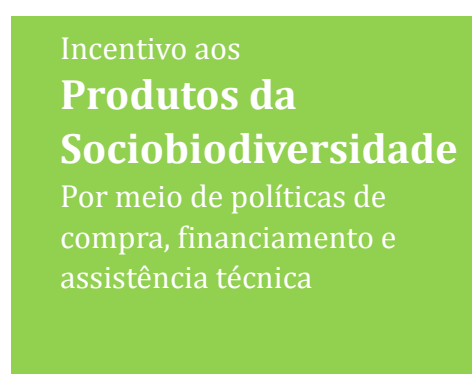 Incentivo aos
Produtos da
Sociobiodiversidade
Por meio de políticas de
compra, financiamento e
assistência técnica